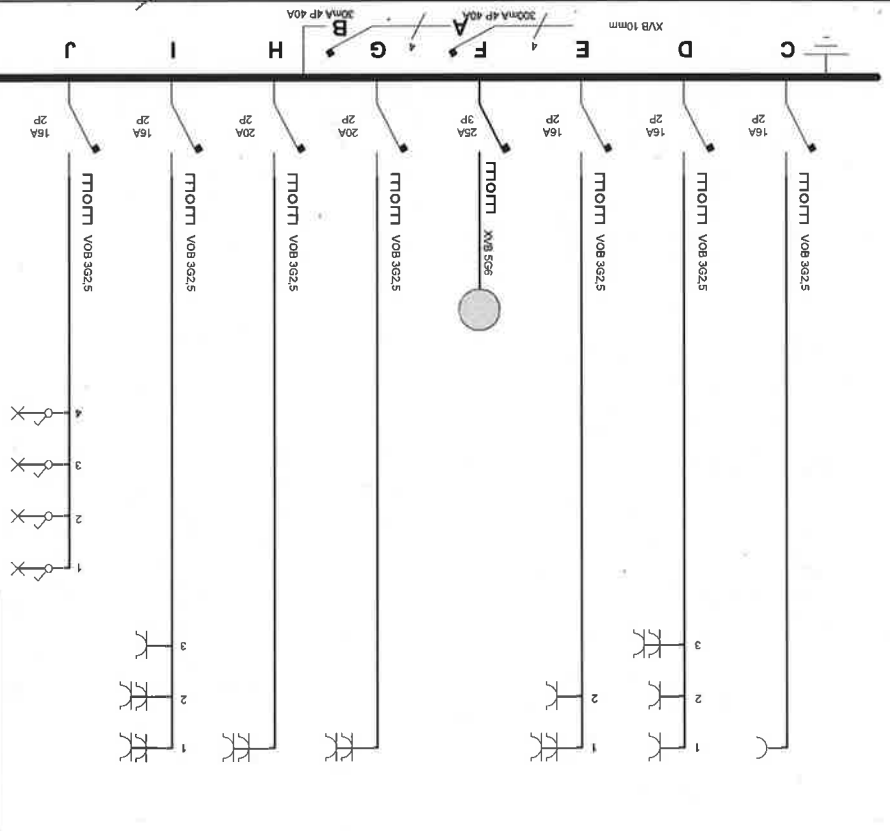 1
1
1
2
2
2
3
3
1
2
3
4
VOB 3G2,5
VOB 3G2,5
VOB 3G2,5
XVB 5G6
VOB 3G2,5
VOB 3G2,5
VOB 3G2,5
VOB 3G2,5
16A
2P
16A
2P
16A
2P
25A
3P
20A
2P
20A
2P
16A
2P
16A
2P
C D E F G H I J
4 A 4 B
XVB 10mm 300mA 4P 40A 30mA 4P 40A